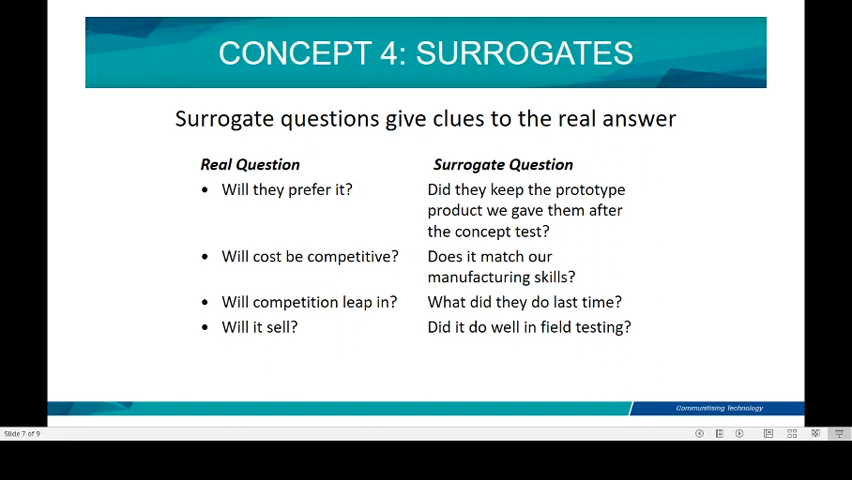 CONCEPT 4: SURROGATES
Surrogate questions give clues to the real answer
Real Question
Surrogate Question
• Will they prefer it?
Did they keep the prototype
product we gave them after
the concept test?
• Will cost be competitive?
Does it match our
manufacturing skills?
• Will competition leap in?
What did they do last time?
• Will it sell?
Did it do well in field testing?
Communitising Technology
Slide 7 of 9